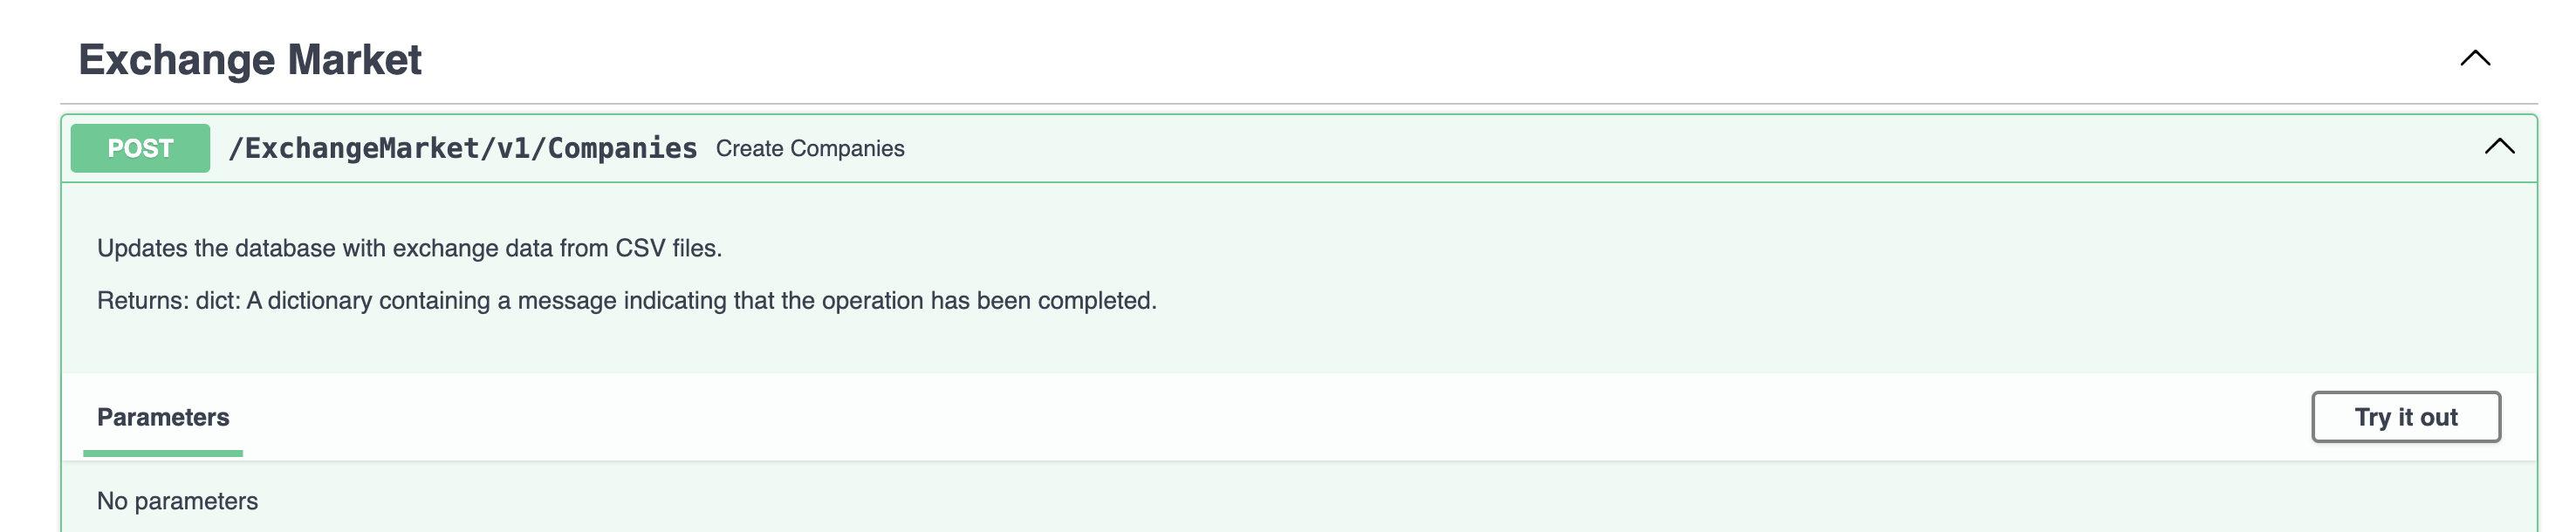 Exchange Market
POST /ExchangeMarket/v1/Companies Create Companies
Updates the database with exchange data from CSV files.
Returns: dict: A dictionary containing a message indicating that the operation has been completed.
Parameters
Try it out
No parameters